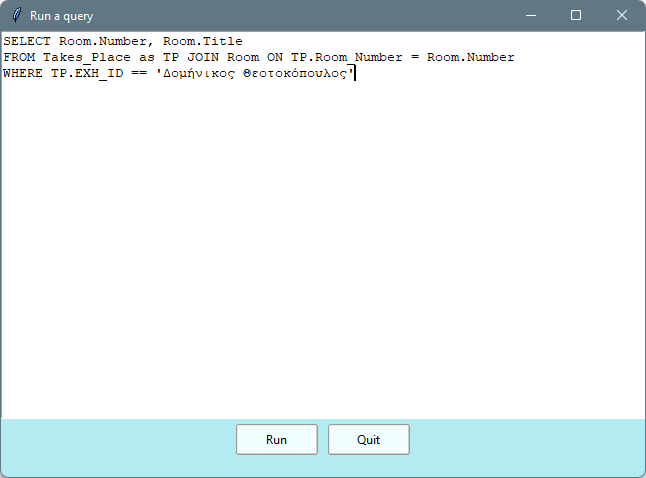 Run a query
SELECT Room.Number, Room.Title
FROM Takes_Place as TP JOIN Room ON TP.Room_Number = Room.Number
WHERE TP.EXH_ID == 'Δομήνικος Θεοτοκόπουλος'
Run
Quit